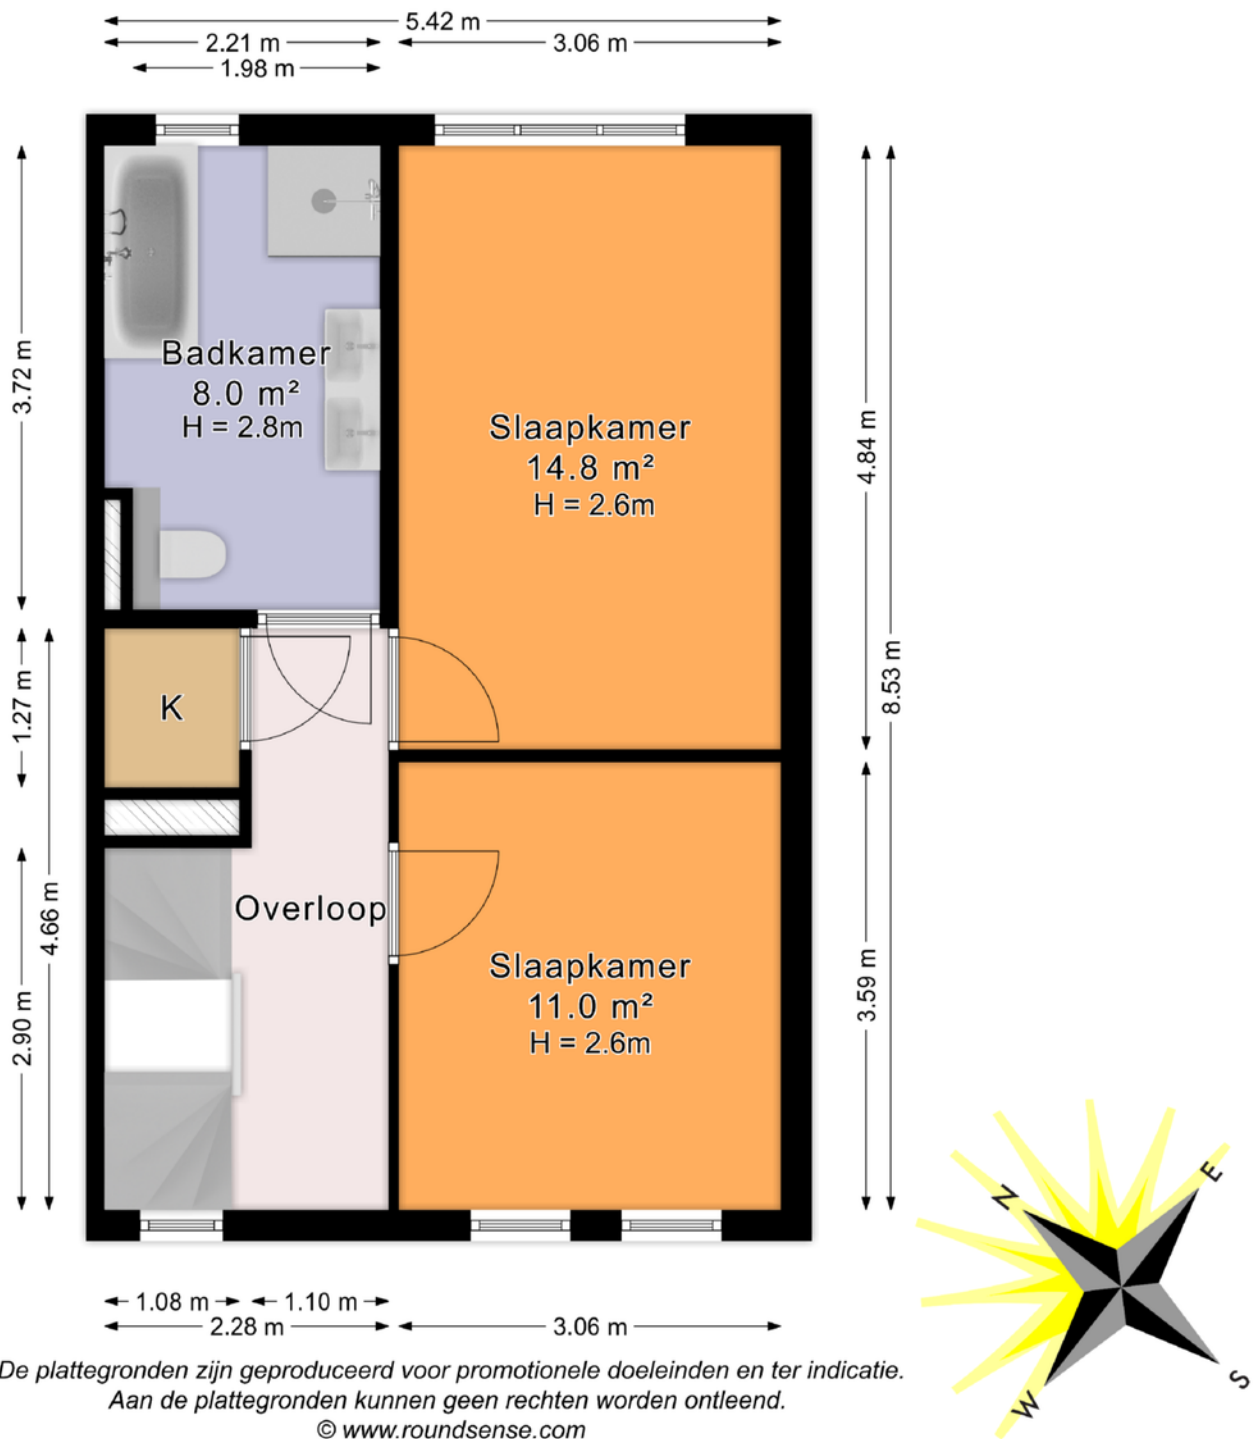 5.42 m
2.21 m
3.06 m
1.98 m
3.72 m
Badkamer
8.0 m²
H = 2.8m
Slaapkamer
14.8 m²
H = 2.6m
4.84 m
8.53 m
1.27 m
K
4.66 m
Overloop
2.90 m
Slaapkamer
11.0 m²
H = 2.6m
3.59 m
N
E
S
W
1.08 m
1.10 m
2.28 m
3.06 m
De plattegronden zijn geproduceerd voor promotionele doeleinden en ter indicatie.
Aan de plattegronden kunnen geen rechten worden ontleend.
© www.roundsense.com